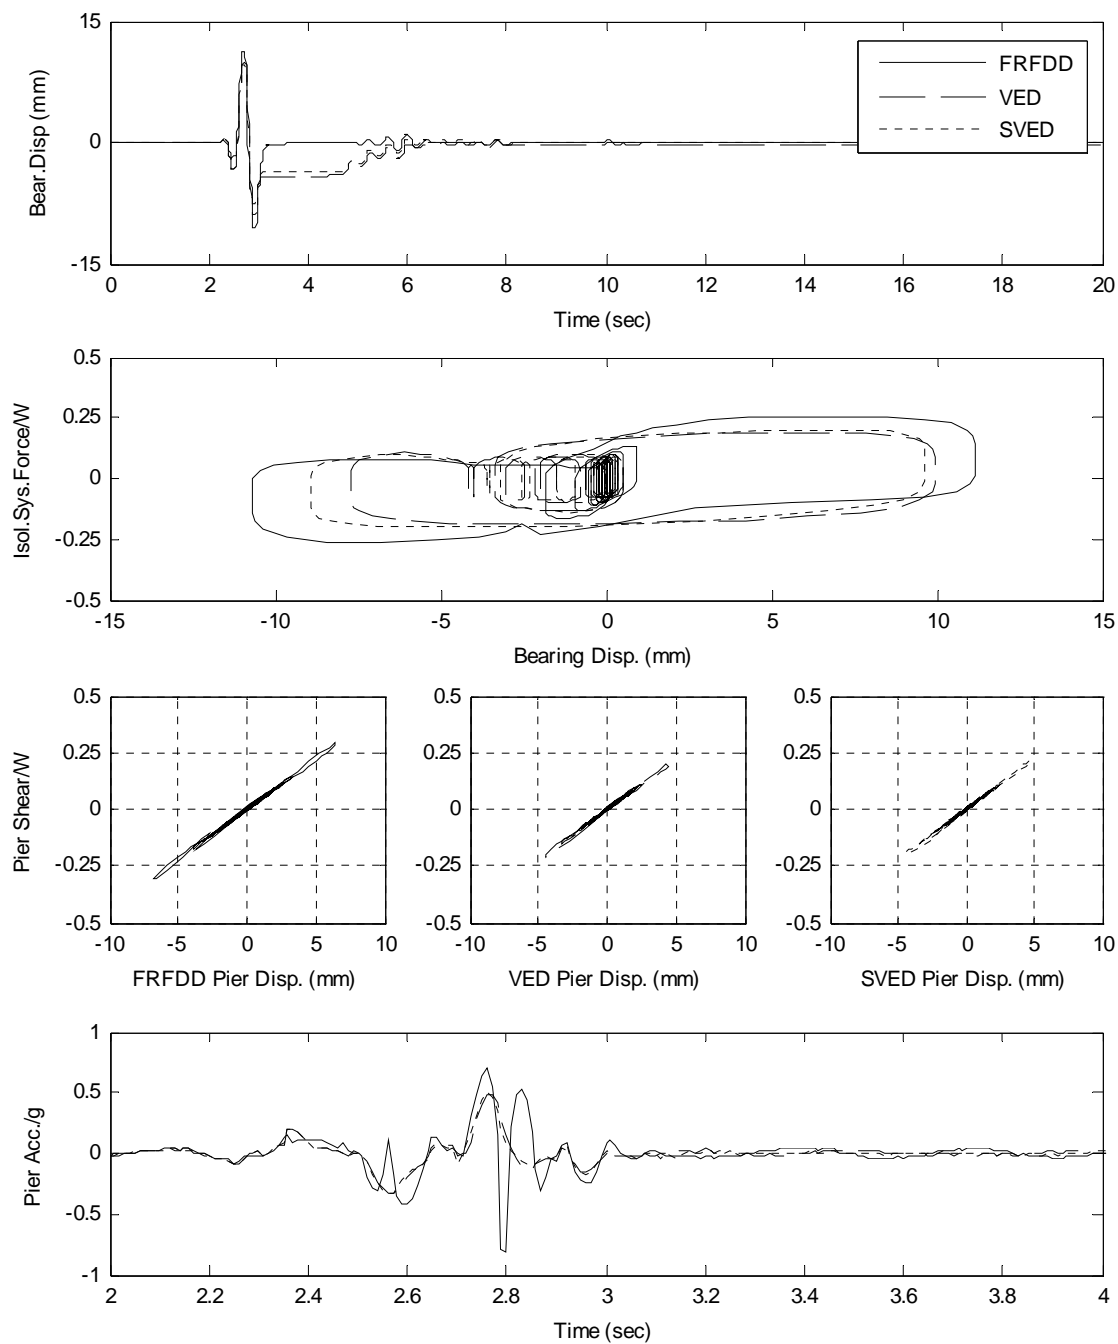 15
0
-15
Bear.Disp (mm)
FRFDD
VED
SVED
0 2 4 6 8 10 12 14 16 18 20
Time (sec)
0.5
0.25
0
-0.25
-0.5
Isol.Sys.Force/W
-15 -10 -5 0 5 10 15
Bearing Disp. (mm)
0.5
0.25
0
-0.25
-0.5
Pier Shear/W
-10 -5 0 5 10
FRFDD Pier Disp. (mm)
0.5
0.25
0
-0.25
-0.5
-10 -5 0 5 10
VED Pier Disp. (mm)
0.5
0.25
0
-0.25
-0.5
-10 -5 0 5 10
SVED Pier Disp. (mm)
1
0.5
0
-0.5
-1
Pier Acc./g
2 2.2 2.4 2.6 2.8 3 3.2 3.4 3.6 3.8 4
Time (sec)